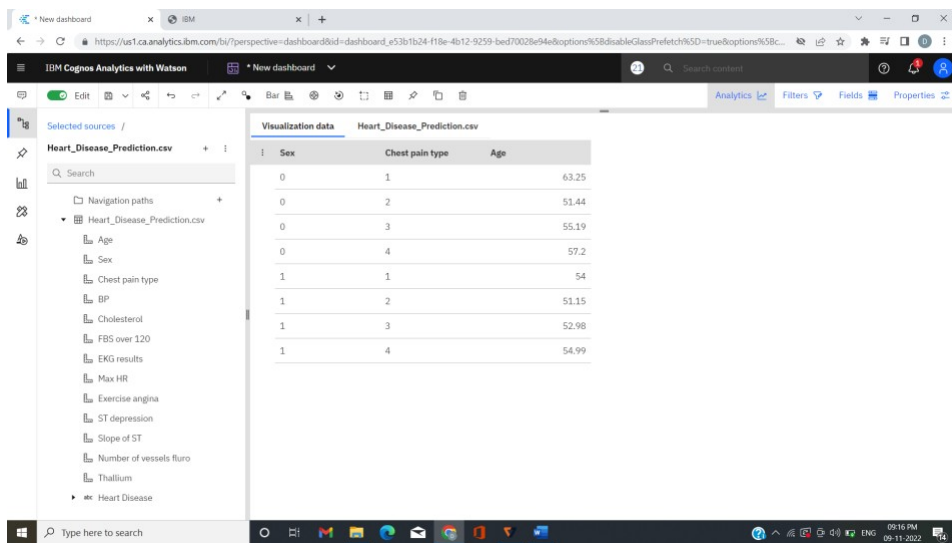 * New dashboard
IBM
https://us1.ca.analytics.ibm.com/bi/?perspective=dashboard&id=dashboard_e53b1b24-f18e-4b12-9259-bed70028e94e&options%5BdisableGlassPrefetch%5D=true&options%58c...
IBM Cognos Analytics with Watson
* New dashboard
21
Search content
Edit
Bar
Analytics
Filters
Fields
Properties
Selected sources /
Heart_Disease_Prediction.csv
Search
Navigation paths
Heart_Disease_Prediction.csv
Age
Sex
Chest pain type
BP
Cholesterol
FBS over 120
EKG results
Max HR
Exercise angina
ST depression
Slope of ST
Number of vessels fluro
Thallium
abc Heart Disease
Visualization data Heart_Disease_Prediction.csv
Sex Chest pain type Age
0 1 63.25
0 2 51.44
0 3 55.19
0 4 57.2
1 1 54
1 2 51.15
1 3 52.98
1 4 54.99
Type here to search
ENG
09:16 PM
09-11-2022